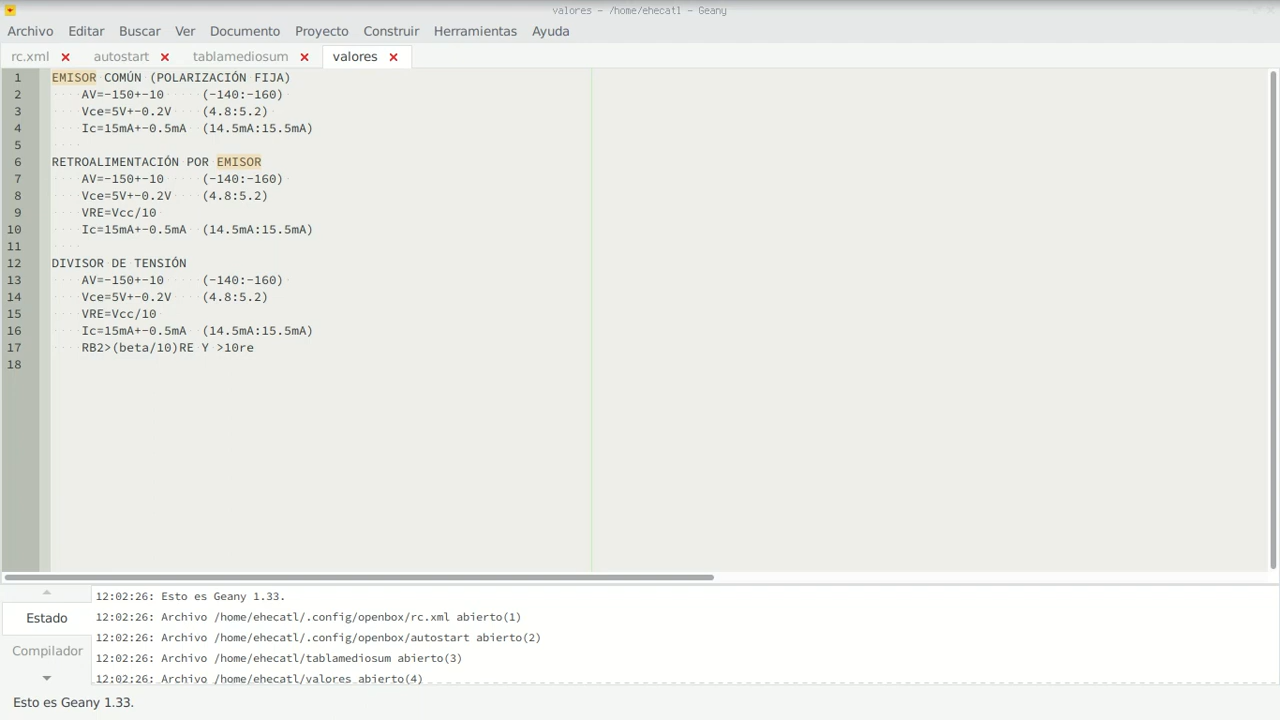 valores – /home/ehecatl – Geany
Archivo Editar Buscar Ver Documento Proyecto Construir Herramientas Ayuda
rc.xml autostart tablamediosum valores
1 EMISOR COMÚN (POLARIZACIÓN FIJA)
2 AV=-150+-10 (-140:-160)
3 Vce=5V+-0.2V (4.8:5.2)
4 Ic=15mA+-0.5mA (14.5mA:15.5mA)
5
6 RETROALIMENTACIÓN POR EMISOR
7 AV=-150+-10 (-140:-160)
8 Vce=5V+-0.2V (4.8:5.2)
9 VRE=Vcc/10
10 Ic=15mA+-0.5mA (14.5mA:15.5mA)
11
12 DIVISOR DE TENSIÓN
13 AV=-150+-10 (-140:-160)
14 Vce=5V+-0.2V (4.8:5.2)
15 VRE=Vcc/10
16 Ic=15mA+-0.5mA (14.5mA:15.5mA)
17 RB2>(beta/10)RE Y >10re
18
Estado
Compilador
12:02:26: Esto es Geany 1.33.
12:02:26: Archivo /home/ehecatl/.config/openbox/rc.xml abierto(1)
12:02:26: Archivo /home/ehecatl/.config/openbox/autostart abierto(2)
12:02:26: Archivo /home/ehecatl/tablamediosum abierto(3)
12:02:26: Archivo /home/ehecatl/valores abierto(4)
Esto es Geany 1.33.